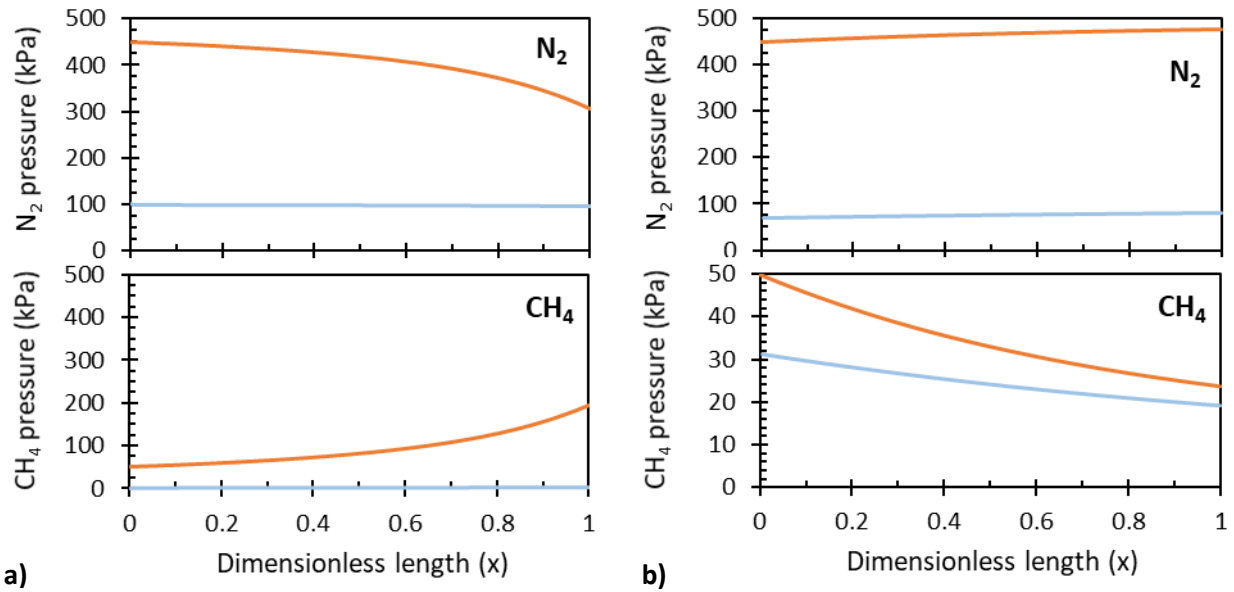 500
400
300
200
100
0
N₂ pressure (kPa)
N₂
500
400
300
200
100
0
CH₄ pressure (kPa)
CH₄
0 0.2 0.4 0.6 0.8 1
Dimensionless length (x)
a)
500
400
300
200
100
0
N₂ pressure (kPa)
N₂
50
40
30
20
10
0
CH₄ pressure (kPa)
CH₄
0 0.2 0.4 0.6 0.8 1
Dimensionless length (x)
b)